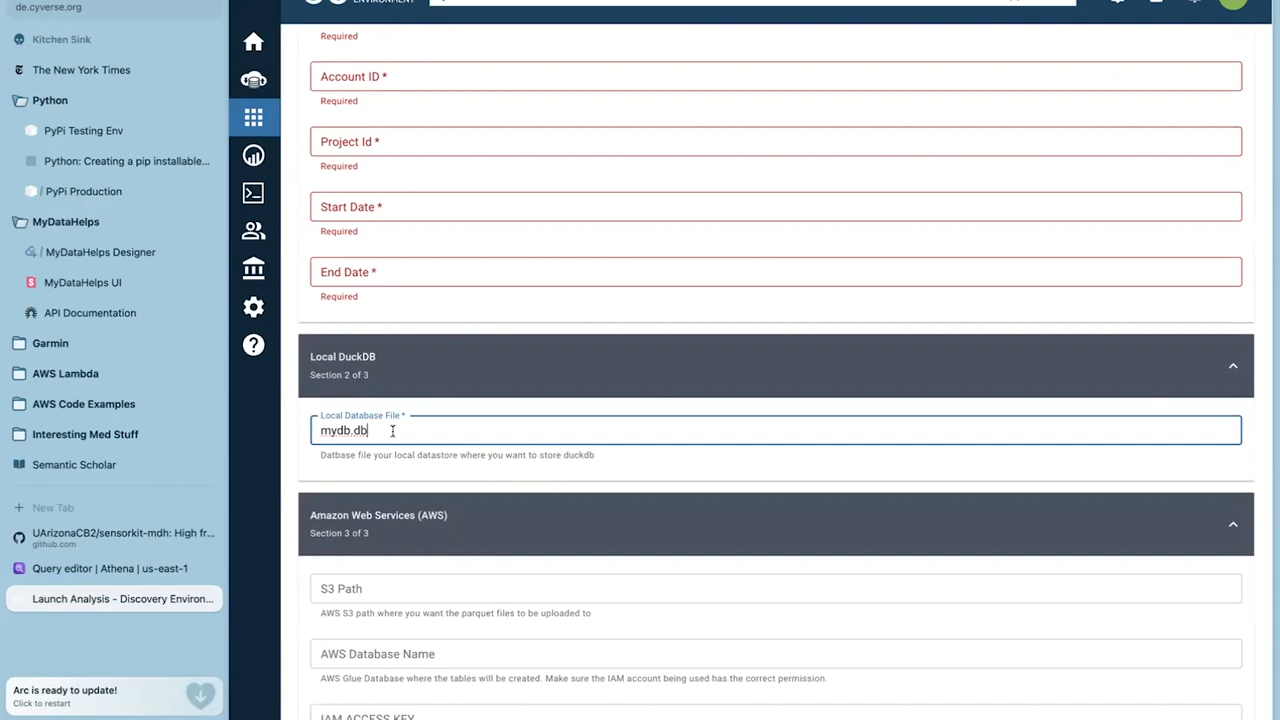 de.cyverse.org
Kitchen Sink
The New York Times
Python
PyPi Testing Env
Python: Creating a pip installable...
/ PyPi Production
MyDataHelps
/ MyDataHelps Designer
MyDataHelps UI
API Documentation
Garmin
AWS Lambda
AWS Code Examples
Interesting Med Stuff
Semantic Scholar
New Tab
UArizonaCB2/sensorkit-mdh: High fr...
github.com
Query editor | Athena | us-east-1
Launch Analysis - Discovery Environ...
Arc is ready to update!
Click to restart
ENVIRONMENT
Required
Account ID *
Required
Project Id *
Required
Start Date *
Required
End Date *
Required
Local DuckDB
Section 2 of 3
Local Database File *
mydb.db
Datbase file your local datastore where you want to store duckdb
Amazon Web Services (AWS)
Section 3 of 3
S3 Path
AWS S3 path where you want the parquet files to be uploaded to
AWS Database Name
AWS Glue Database where the tables will be created. Make sure the IAM account being used has the correct permission.
IAM ACCESS KEY